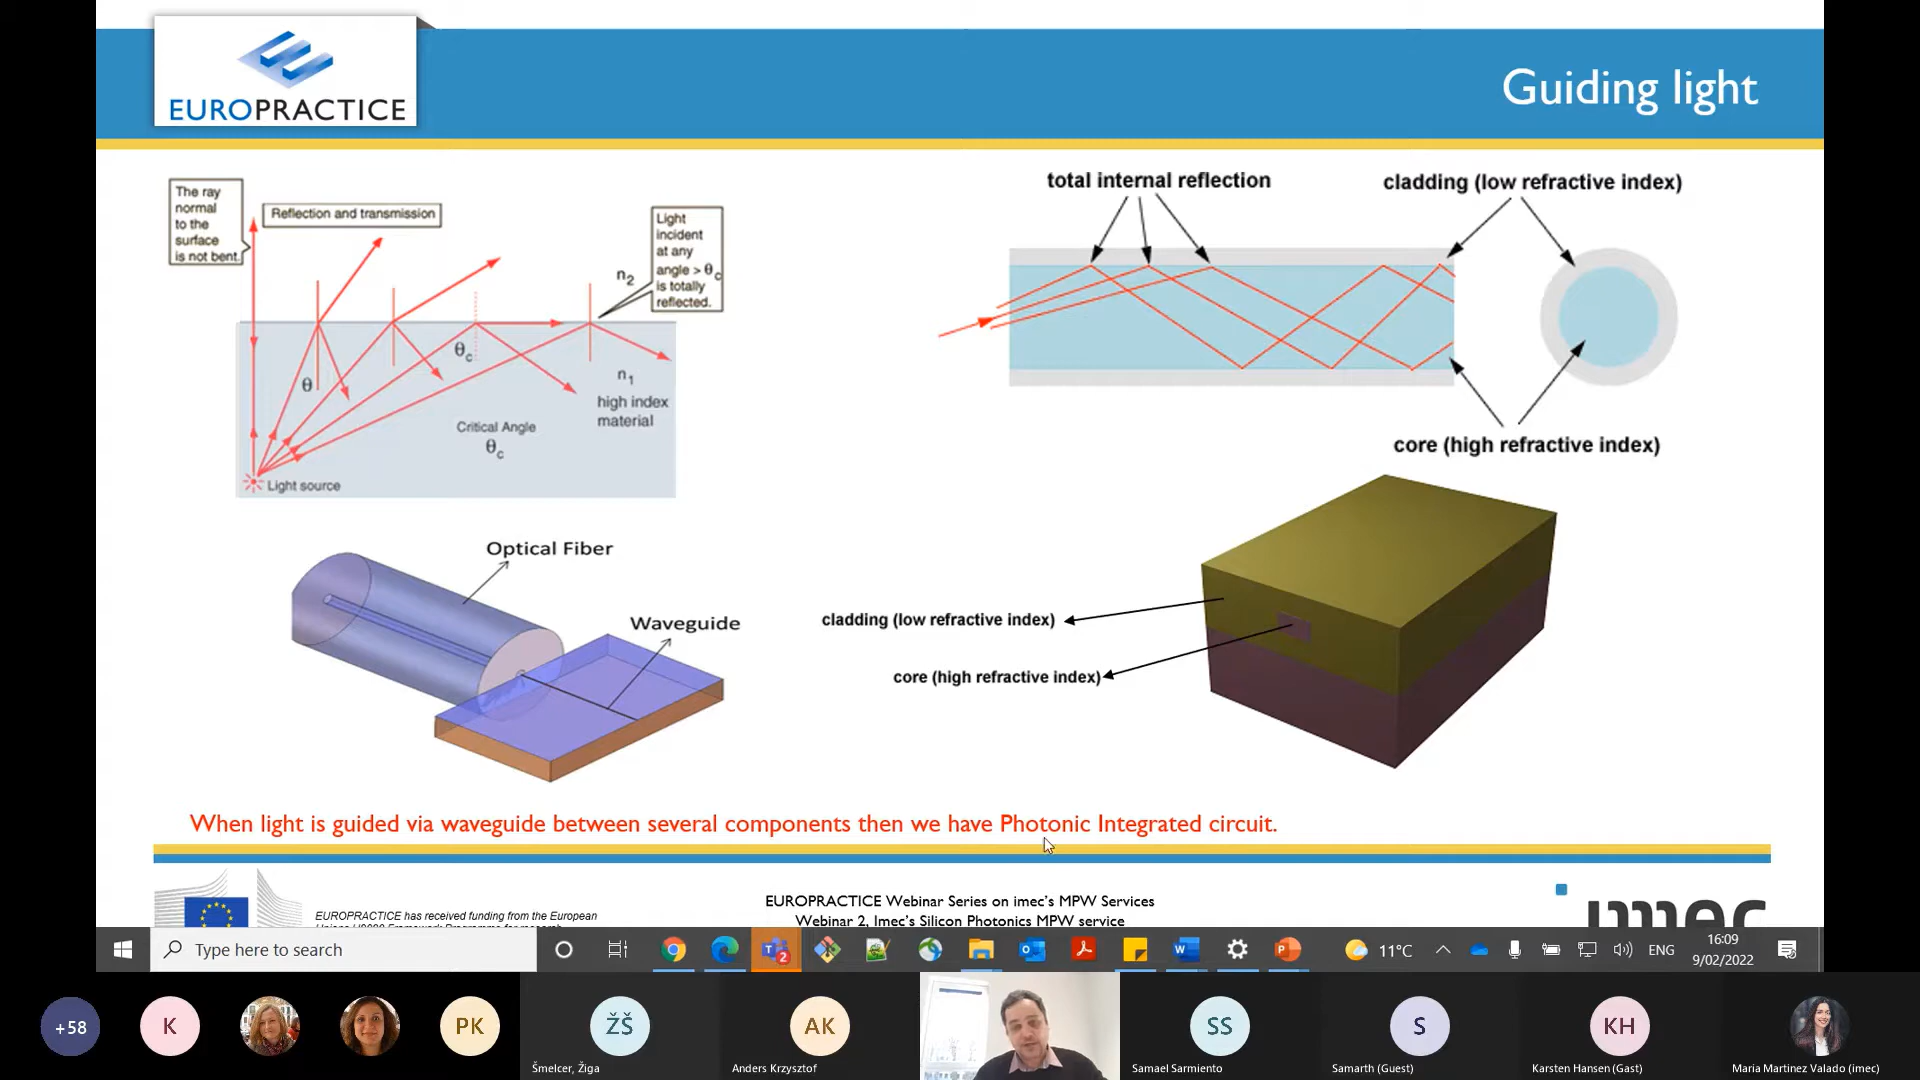 EUROPRACTICE
Guiding light
The ray
normal
to the
surface
is not bent.
Reflection and transmission
Light
incident
at any
angle > θc
is totally
reflected.
n2
θc
θ
n1
high index
material
Critical Angle
θc
Light source
total internal reflection
cladding (low refractive index)
core (high refractive index)
Optical Fiber
Waveguide
cladding (low refractive index)
core (high refractive index)
When light is guided via waveguide between several components then we have Photonic Integrated circuit.
EUROPRACTICE has received funding from the European
EUROPRACTICE Webinar Series on imec's MPW Services
Webinar 2, Imec's Silicon Photonics MPW service
imec
Type here to search
2
11°C
ENG
16:09
9/02/2022
+58
K
PK
ŽŠ
Šmelcer, Žiga
AK
Anders Krzysztof
SS
Samael Sarmiento
S
Samarth (Guest)
KH
Karsten Hansen (Gast)
Maria Martinez Valado (imec)